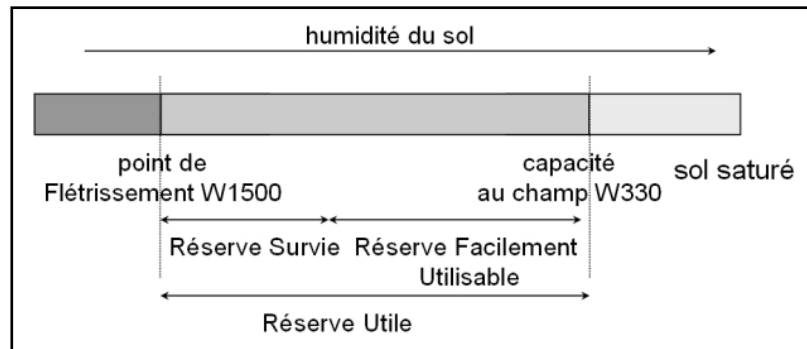 humidité du sol
point de
Flétrissement W1500
capacité
au champ W330
sol saturé
Réserve Survie
Réserve Facilement
Utilisable
Réserve Utile